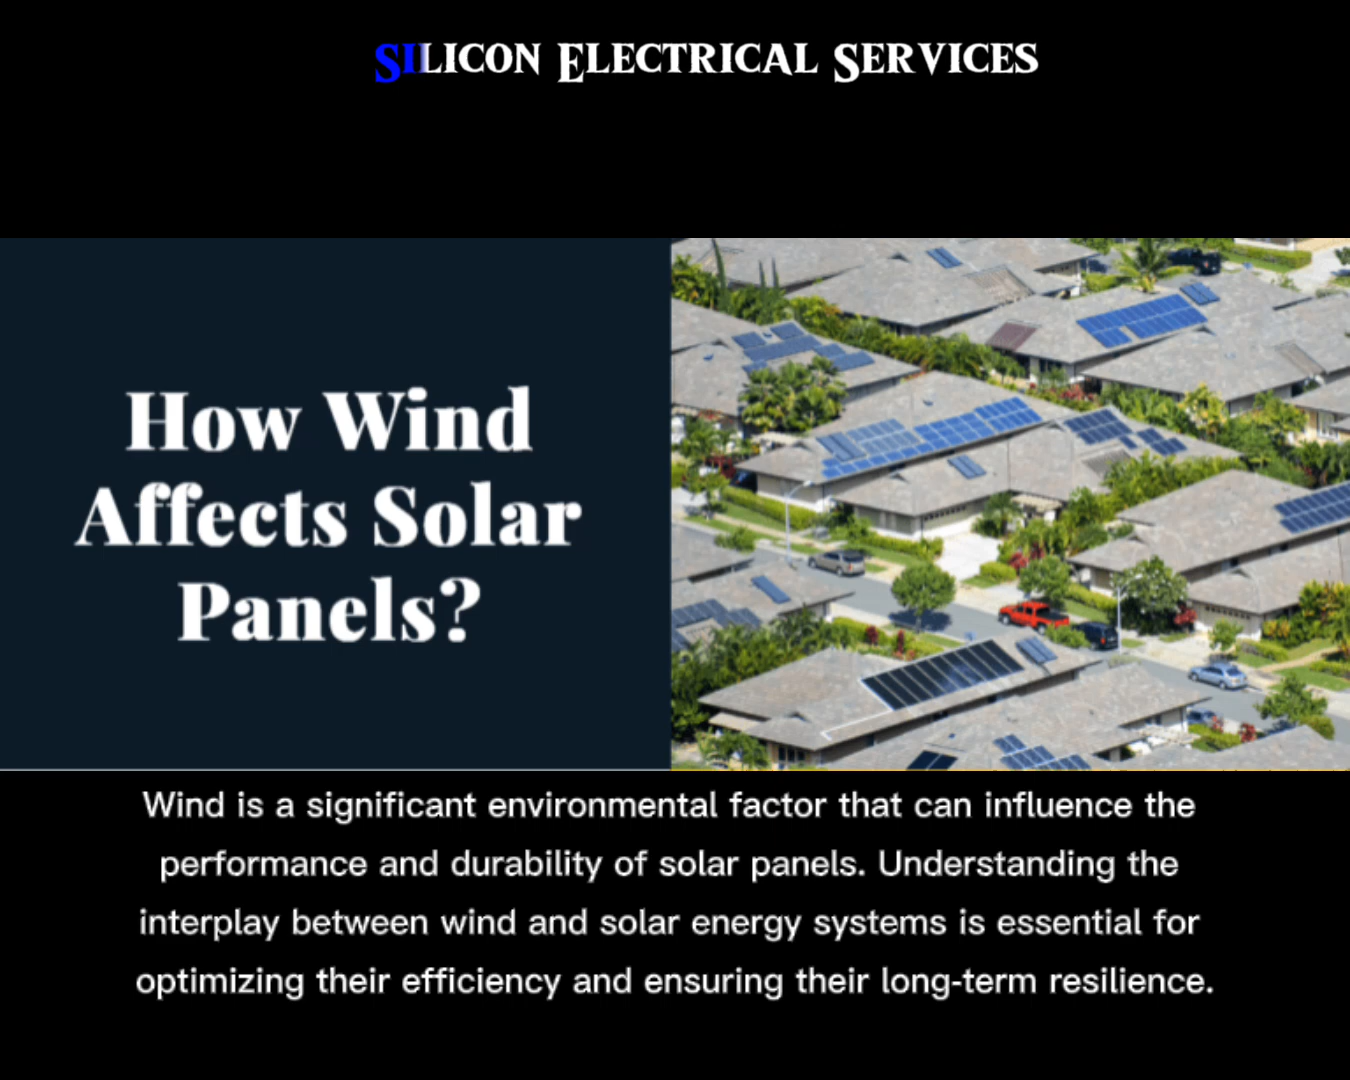 Silicon Electrical Services
How Wind
Affects Solar
Panels?
Wind is a significant environmental factor that can influence the
performance and durability of solar panels. Understanding the
interplay between wind and solar energy systems is essential for
optimizing their efficiency and ensuring their long-term resilience.